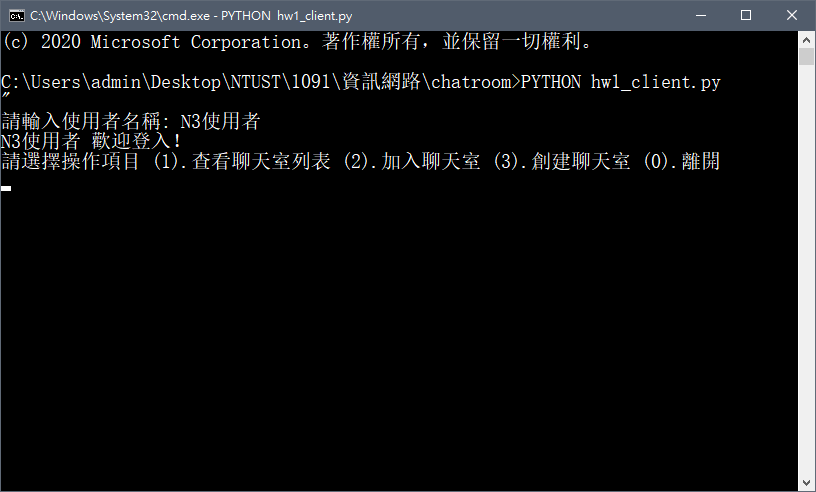 C:\Windows\System32\cmd.exe - PYTHON hw1_client.py
(c) 2020 Microsoft Corporation。著作權所有，並保留一切權利。
C:\Users\admin\Desktop\NTUST\1091\資訊網路\chatroom>PYTHON hw1_client.py
"
請輸入使用者名稱: N3使用者
N3使用者 歡迎登入!
請選擇操作項目 (1).查看聊天室列表 (2).加入聊天室 (3).創建聊天室 (0).離開